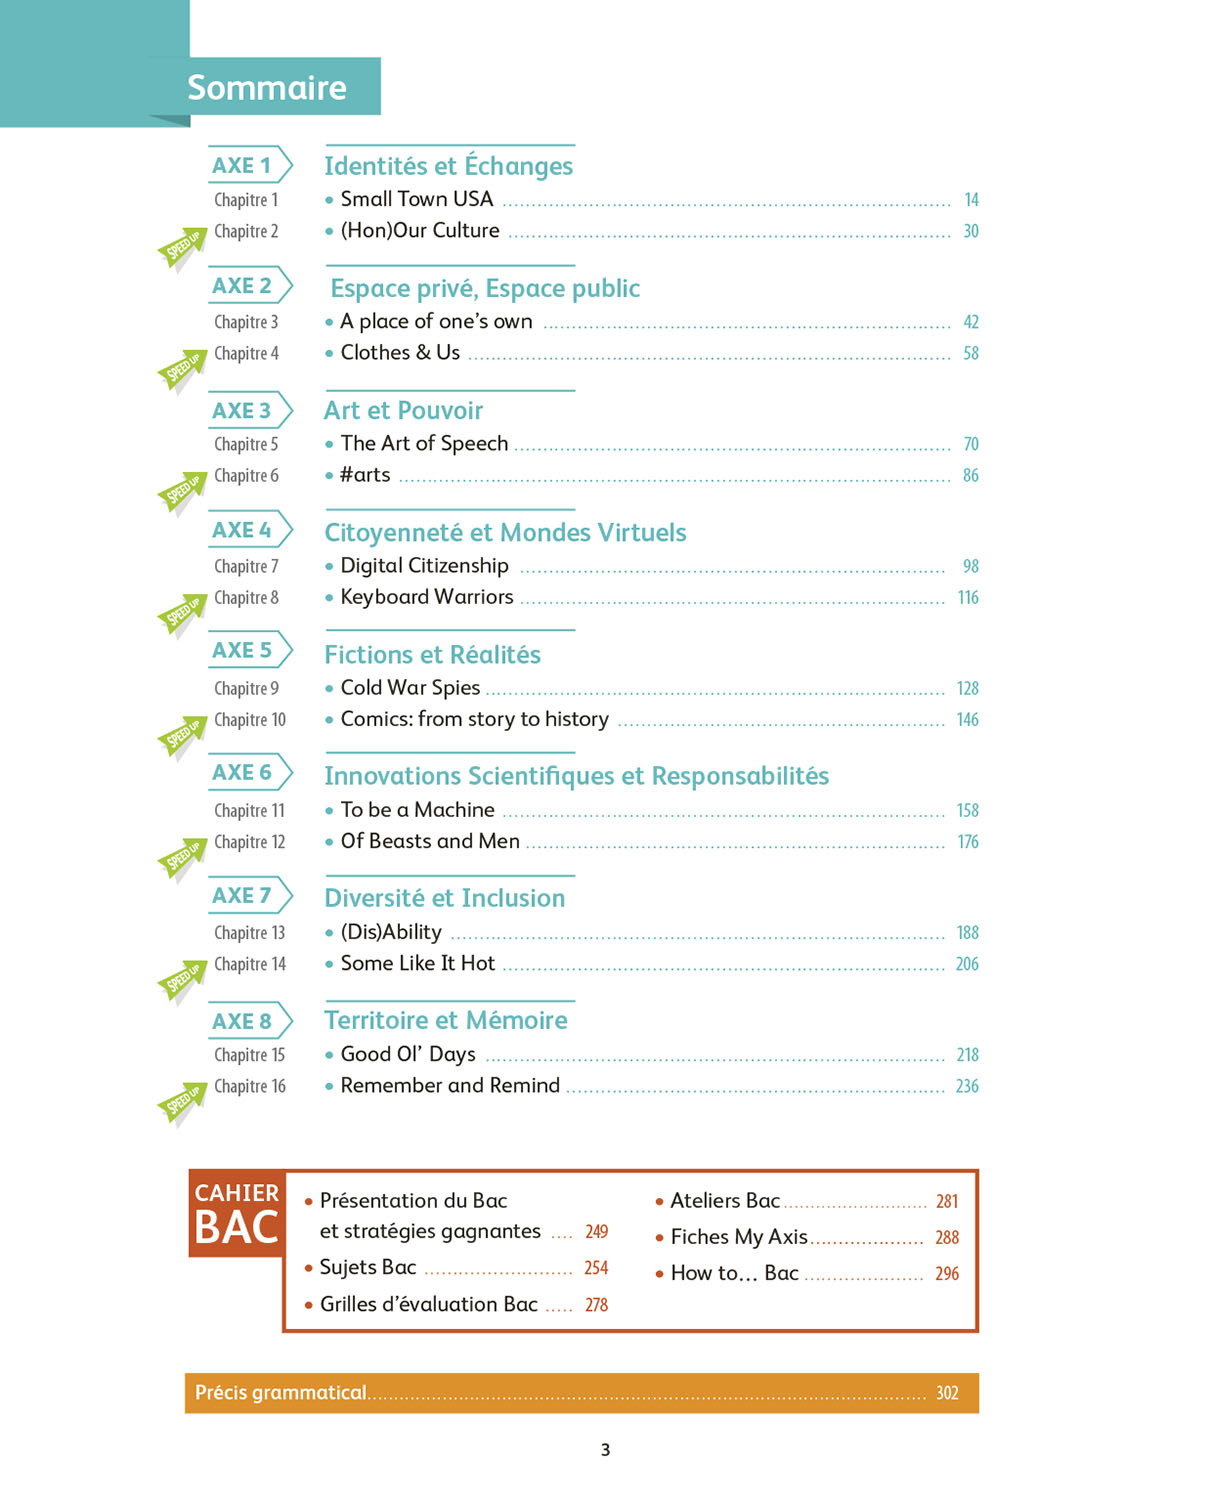 Sommaire
AXE 1 Identités et Échanges
Chapitre 1 • Small Town USA 14
SPEED UP Chapitre 2 • (Hon)Our Culture 30
AXE 2 Espace privé, Espace public
Chapitre 3 • A place of one’s own 42
SPEED UP Chapitre 4 • Clothes & Us 58
AXE 3 Art et Pouvoir
Chapitre 5 • The Art of Speech 70
SPEED UP Chapitre 6 • #arts 86
AXE 4 Citoyenneté et Mondes Virtuels
Chapitre 7 • Digital Citizenship 98
SPEED UP Chapitre 8 • Keyboard Warriors 116
AXE 5 Fictions et Réalités
Chapitre 9 • Cold War Spies 128
SPEED UP Chapitre 10 • Comics: from story to history 146
AXE 6 Innovations Scientifiques et Responsabilités
Chapitre 11 • To be a Machine 158
SPEED UP Chapitre 12 • Of Beasts and Men 176
AXE 7 Diversité et Inclusion
Chapitre 13 • (Dis)Ability 188
SPEED UP Chapitre 14 • Some Like It Hot 206
AXE 8 Territoire et Mémoire
Chapitre 15 • Good Ol’ Days 218
SPEED UP Chapitre 16 • Remember and Remind 236
CAHIER
BAC
• Présentation du Bac
et stratégies gagnantes 249
• Sujets Bac 254
• Grilles d’évaluation Bac 278
• Ateliers Bac 281
• Fiches My Axis 288
• How to... Bac 296
Précis grammatical 302
3